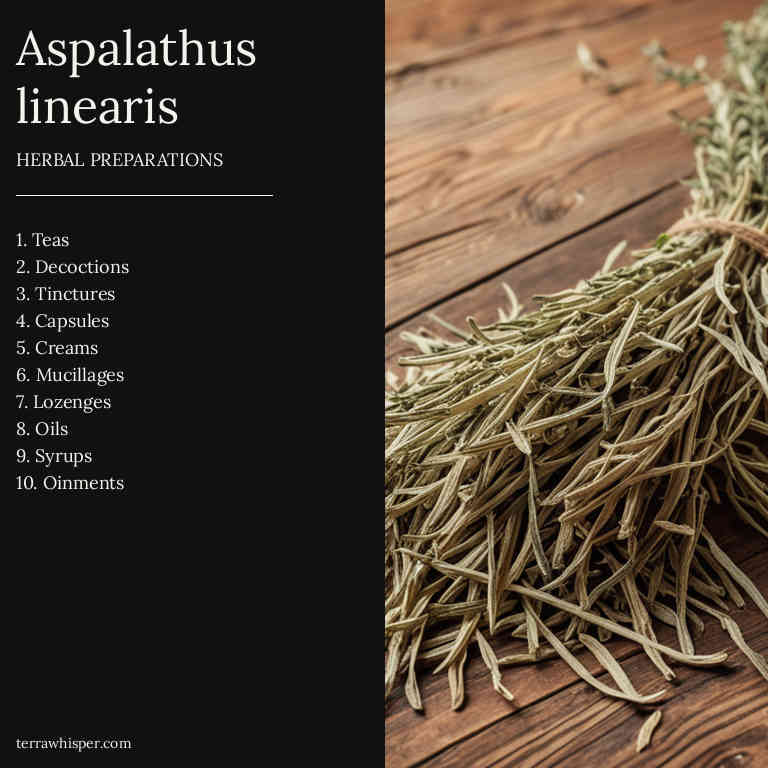 Aspalathus
linearis
HERBAL PREPARATIONS
1. Teas
2. Decoctions
3. Tinctures
4. Capsules
5. Creams
6. Mucillages
7. Lozenges
8. Oils
9. Syrups
10. Oinments
terrawhisper.com